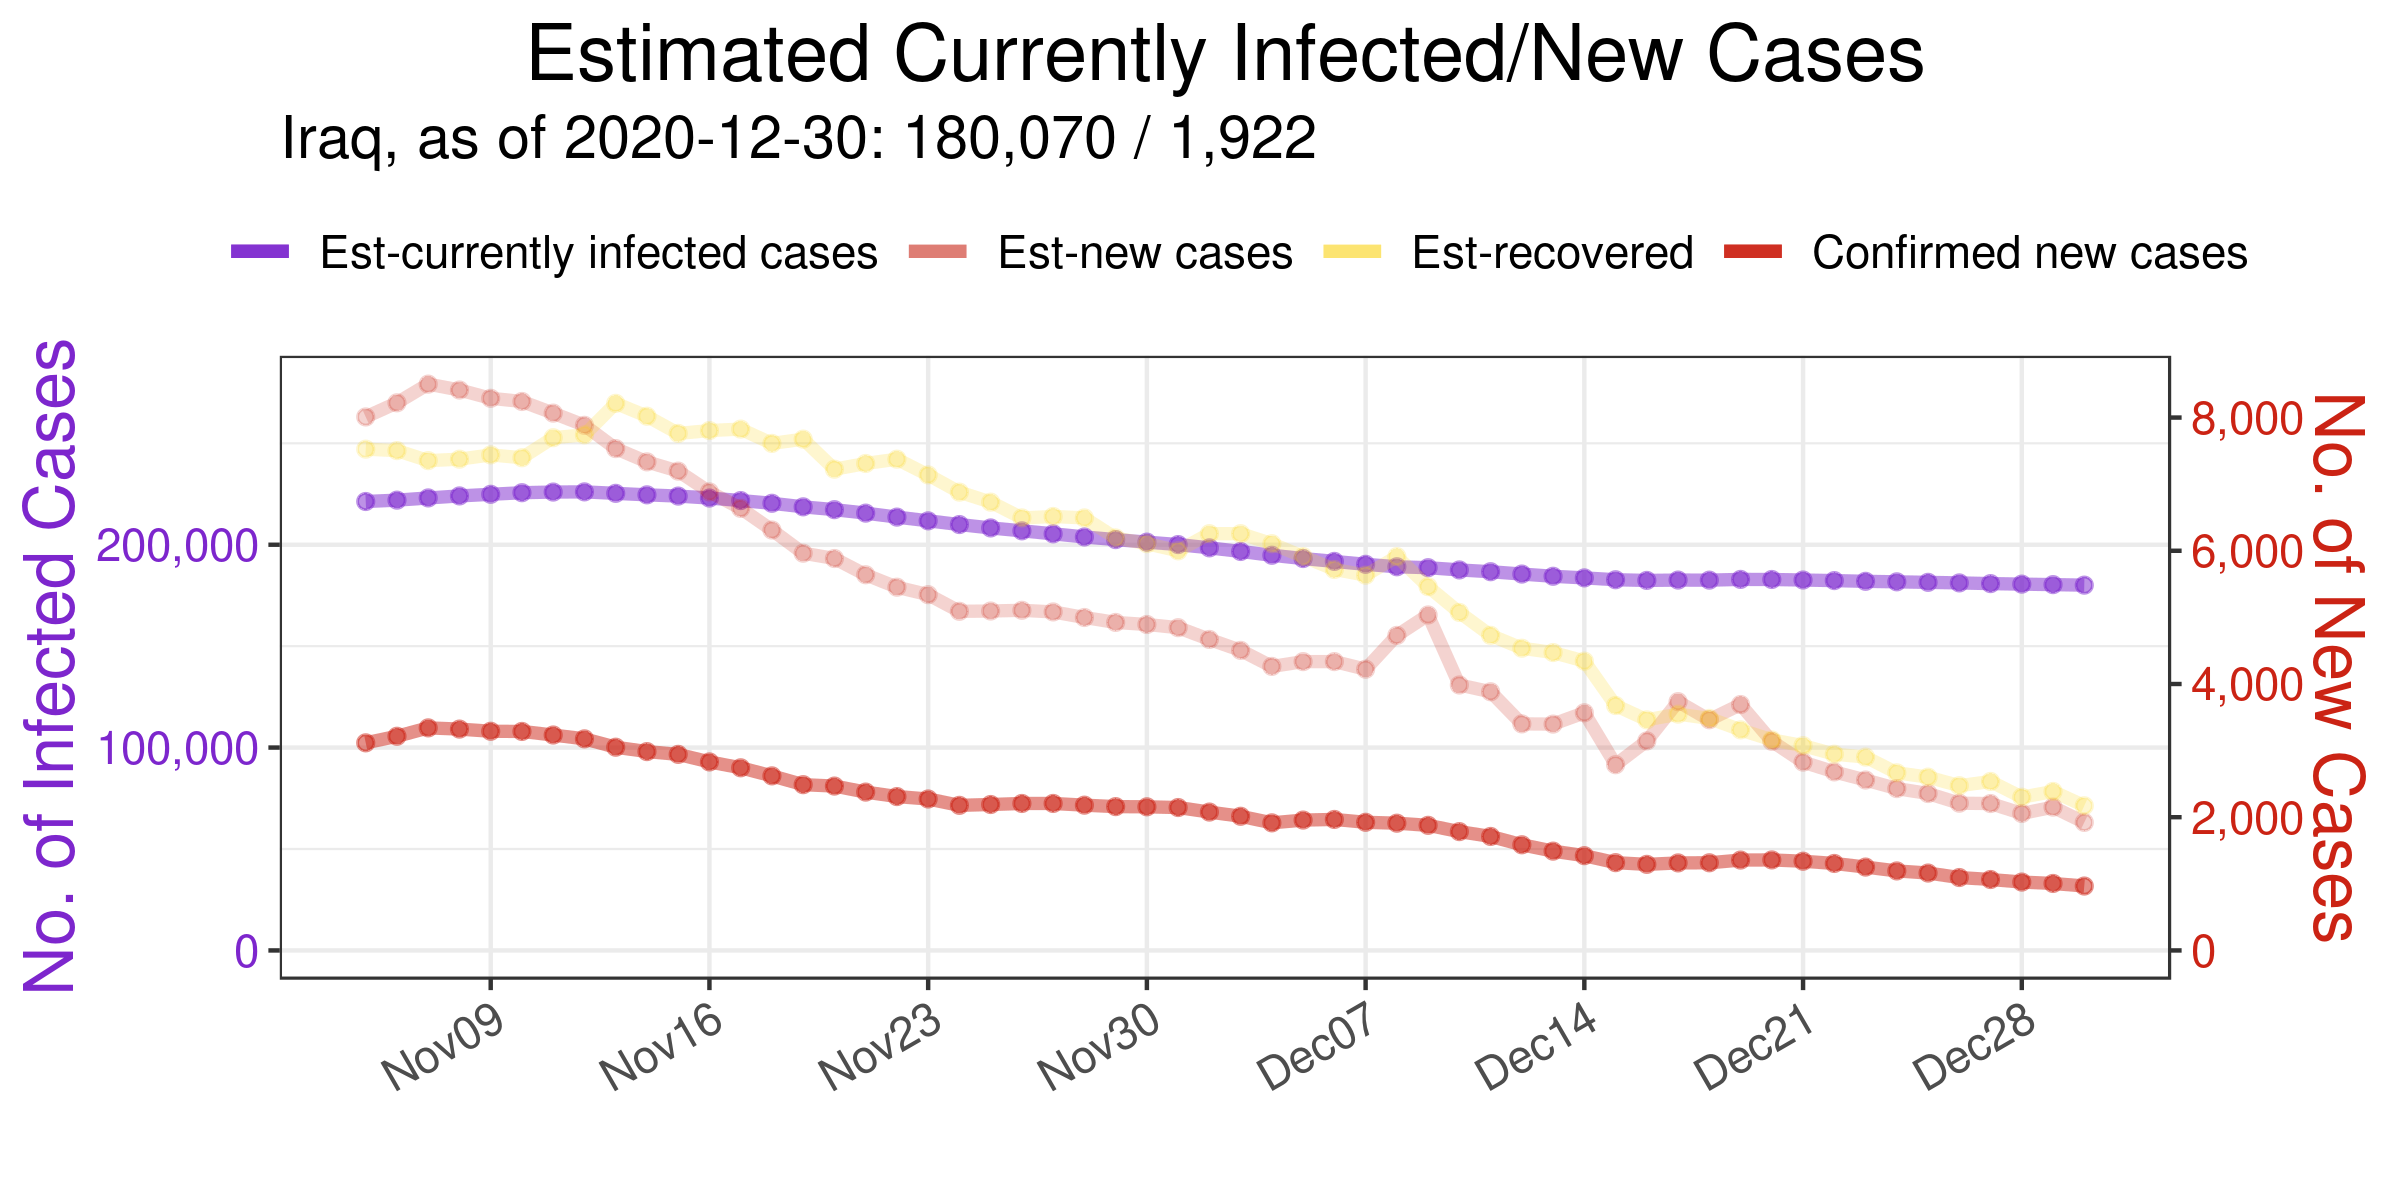 Estimated Currently Infected/New Cases
Iraq, as of 2020-12-30: 180,070 / 1,922
Est-currently infected cases Est-new cases Est-recovered Confirmed new cases
No. of Infected Cases
200,000
100,000
0
No. of New Cases
8,000
6,000
4,000
2,000
0
Nov09 Nov16 Nov23 Nov30 Dec07 Dec14 Dec21 Dec28